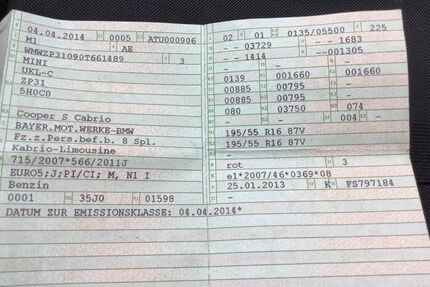 04.04.2014 0005 ATU000906
M1 AE
WMWZP31090T661489 3
MINI
UKL-C
ZP31
5H0C0
Cooper S Cabrio
BAYER.MOT.WERKE-BMW
Fz.z.Pers.bef.b. 8 Spl.
Kabrio-Limousine
715/2007*566/2011J
EURO5;J;PI/CI; M, N1 I
Benzin
0001 35J0 01598
DATUM ZUR EMISSIONSKLASSE: 04.04.2014*
02 01 0135/05500 225
- - 03729 - - 1683
- - 1414 - --001305
-
0139 001660 001660
00885 00795 -
00885 00795 -
080 03750 074
- 004 - -
195/55 R16 87V
195/55 R16 87V
-
rot 3
e1*2007/46*0369*08
25.01.2013 K FS797184